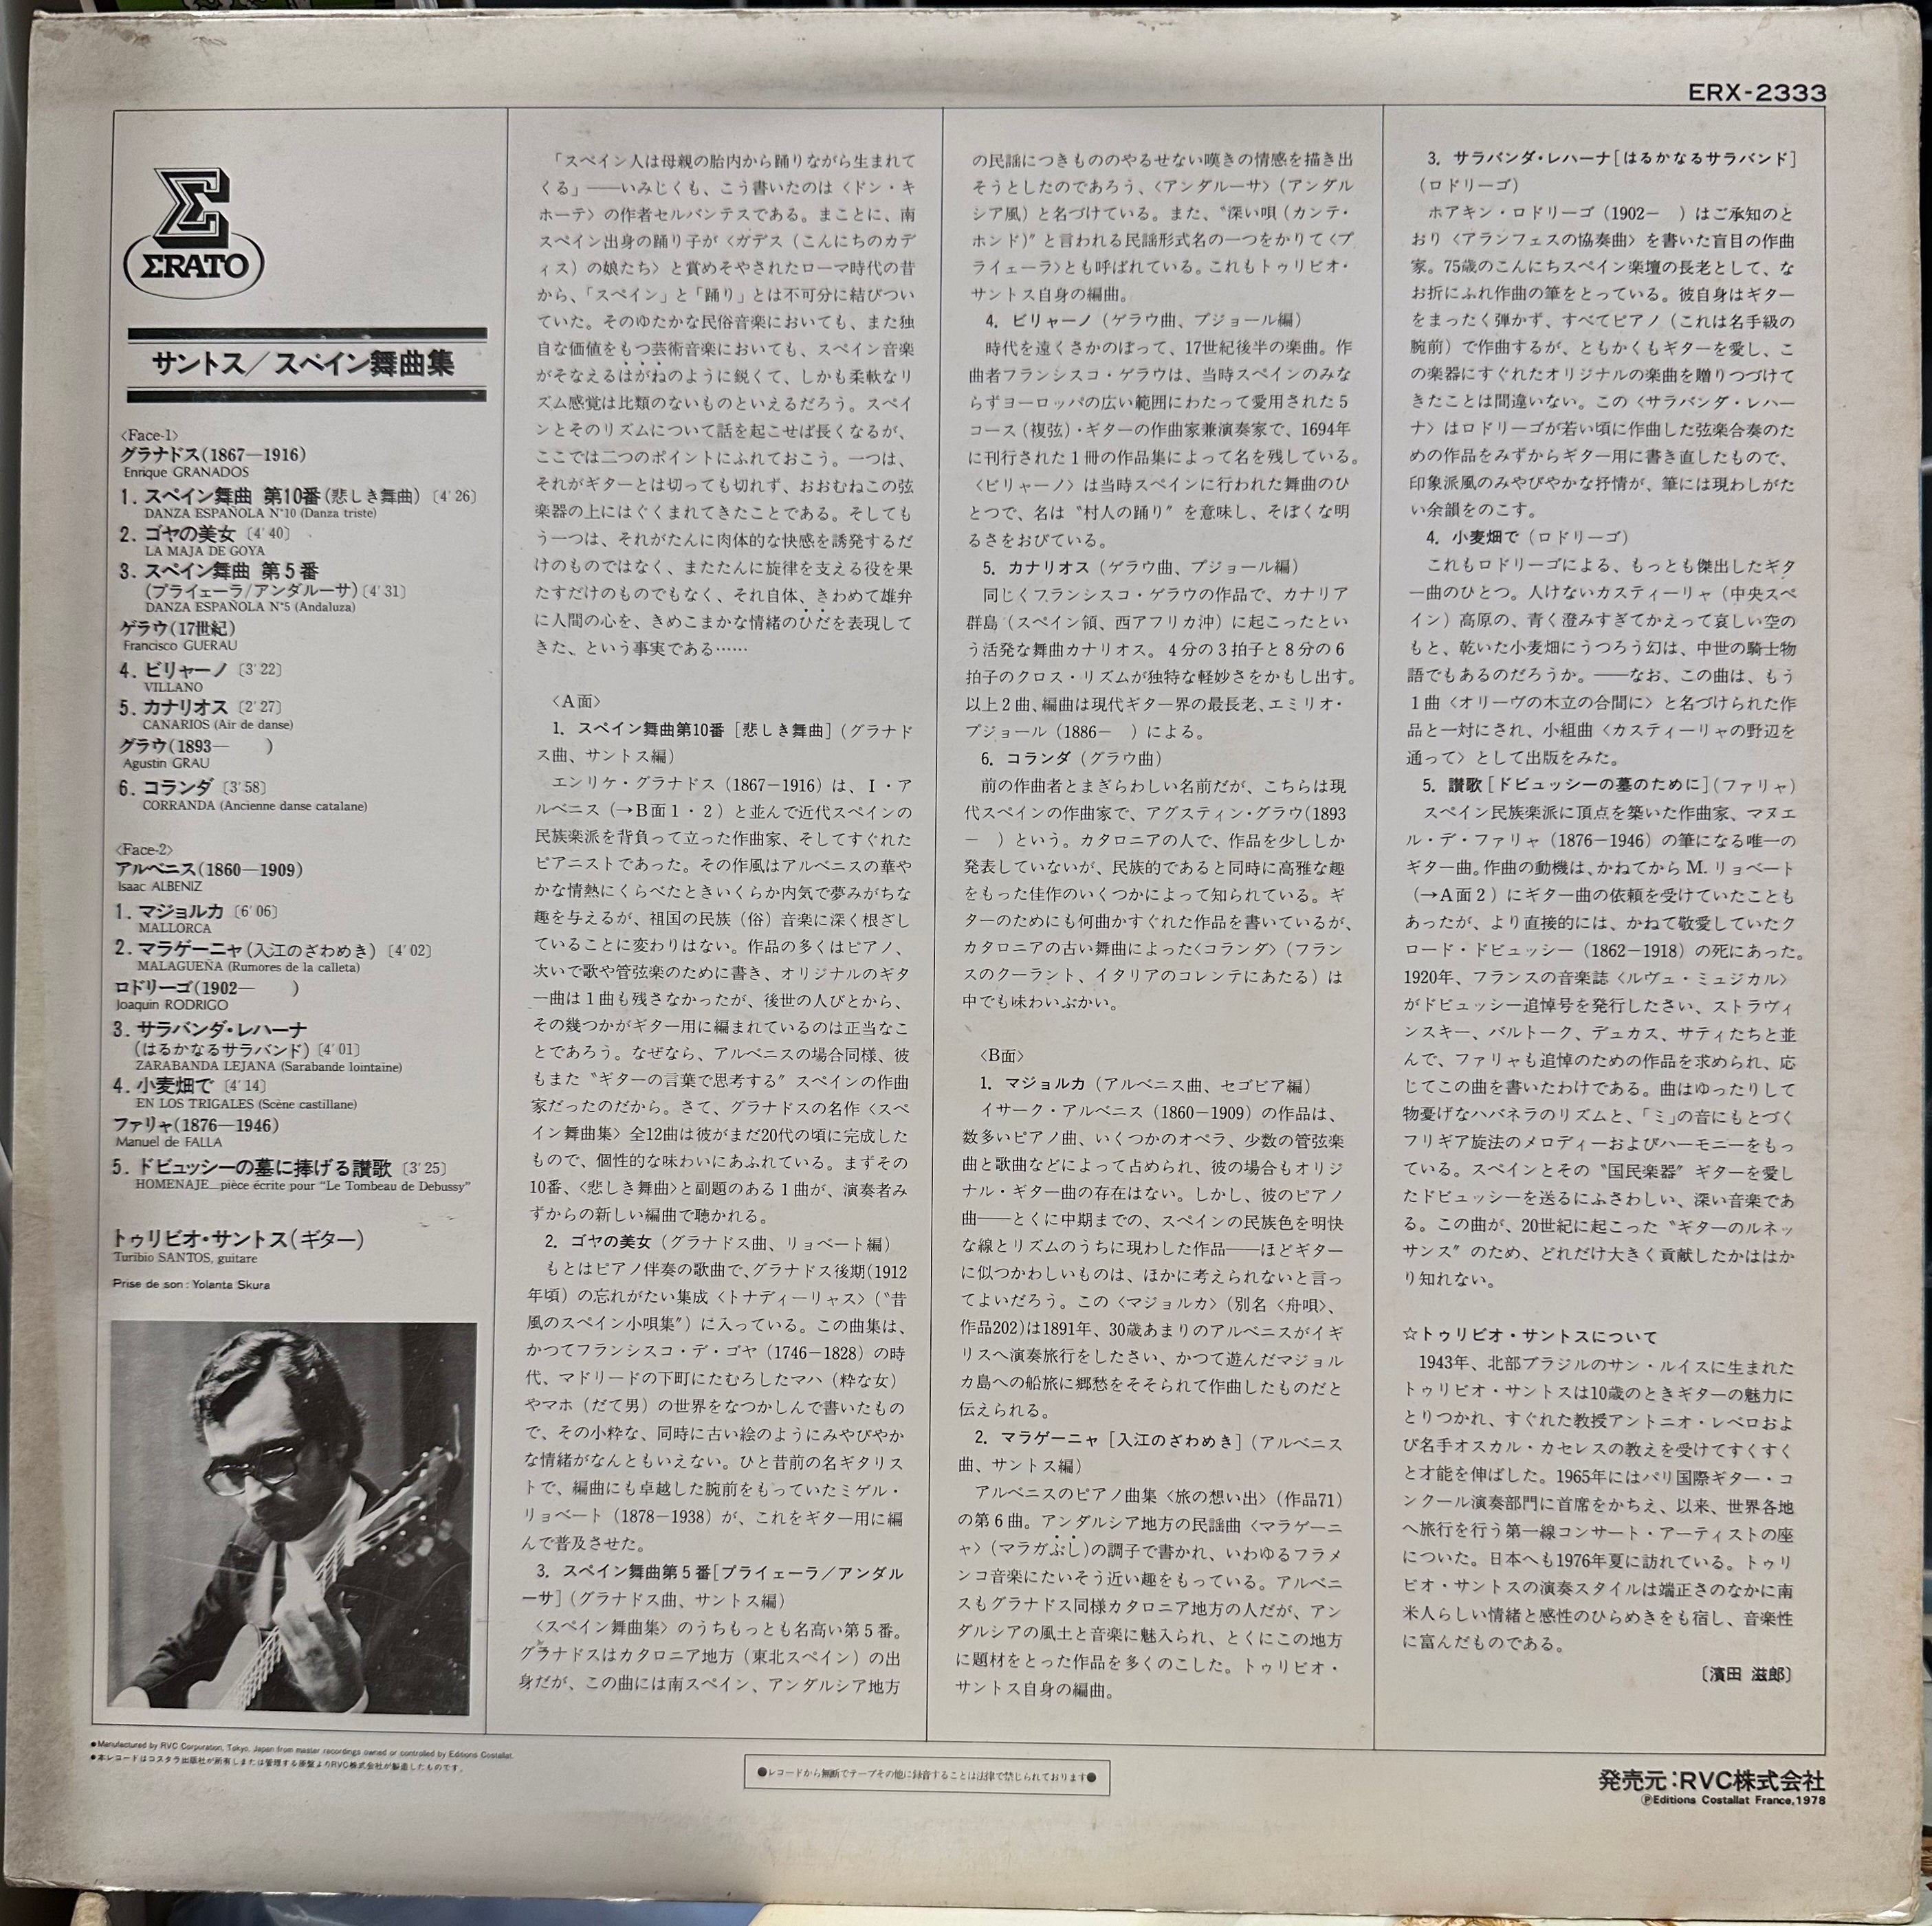 ERX-2333
ΣRATO
サントス／スペイン舞曲集
〈Face-1〉
グラナドス(1867—1916)
Enrique GRANADOS
1. スペイン舞曲 第10番(悲しき舞曲)〔4'26〕
DANZA ESPAÑOLA N°10 (Danza triste)
2. ゴヤの美女〔4'40〕
LA MAJA DE GOYA
3. スペイン舞曲 第5番
(プライェーラ/アンダルーサ)〔4'31〕
DANZA ESPAÑOLA N°5 (Andaluza)
ゲラウ(17世紀)
Francisco GUERAU
4. ビリャーノ〔3'22〕
VILLANO
5. カナリオス〔2'27〕
CANARIOS (Air de danse)
グラウ(1893—　　)
Agustin GRAU
6. コランダ〔3'58〕
CORRANDA (Ancienne danse catalane)
〈Face-2〉
アルベニス(1860—1909)
Isaac ALBENIZ
1. マジョルカ〔6'06〕
MALLORCA
2. マラゲーニャ(入江のざわめき)〔4'02〕
MALAGUEÑA (Rumores de la calleta)
ロドリーゴ(1902—　　)
Joaquin RODRIGO
3. サラバンダ・レハーナ
(はるかなるサラバンド)〔4'01〕
ZARABANDA LEJANA (Sarabande lointaine)
4. 小麦畑で〔4'14〕
EN LOS TRIGALES (Scène castillane)
ファリャ(1876—1946)
Manuel de FALLA
5. ドビュッシーの墓に捧げる讃歌〔3'25〕
HOMENAJE_pièce écrite pour "Le Tombeau de Debussy"
トゥリビオ・サントス(ギター)
Turibio SANTOS, guitare
Prise de son : Yolanta Skura
「スペイン人は母親の胎内から踊りながら生まれて
くる」——いみじくも、こう書いたのは〈ドン・キ
ホーテ〉の作者セルバンテスである。まことに、南
スペイン出身の踊り子が〈ガデス（こんにちのカデ
ィス）の娘たち〉と賞めそやされたローマ時代の昔
から、「スペイン」と「踊り」とは不可分に結びつい
ていた。そのゆたかな民俗音楽においても、また独
自な価値をもつ芸術音楽においても、スペイン音楽
がそなえるはがねのように鋭くて、しかも柔軟なリ
ズム感覚は比類のないものといえるだろう。スペイ
ンとそのリズムについて話を起こせば長くなるが、
ここでは二つのポイントにふれておこう。一つは、
それがギターとは切っても切れず、おおむねこの弦
楽器の上にはぐくまれてきたことである。そしても
う一つは、それがたんに肉体的な快感を誘発するだ
けのものではなく、またたんに旋律を支える役を果
たすだけのものでもなく、それ自体、きわめて雄弁
に人間の心を、きめこまかな情緒のひだを表現して
きた、という事実である……
〈A面〉
1. スペイン舞曲第10番［悲しき舞曲］（グラナド
ス曲、サントス編）
エンリケ・グラナドス（1867−1916）は、I・ア
ルベニス（→B面1・2）と並んで近代スペインの
民族楽派を背負って立った作曲家、そしてすぐれた
ピアニストであった。その作風はアルベニスの華や
かな情熱にくらべたときいくらか内気で夢みがちな
趣を与えるが、祖国の民族（俗）音楽に深く根ざし
ていることに変わりはない。作品の多くはピアノ、
次いで歌や管弦楽のために書き、オリジナルのギタ
ー曲は1曲も残さなかったが、後世の人びとから、
その幾つかがギター用に編まれているのは正当なこ
とであろう。なぜなら、アルベニスの場合同様、彼
もまた〝ギターの言葉で思考する〟スペインの作曲
家だったのだから。さて、グラナドスの名作〈スペ
イン舞曲集〉全12曲は彼がまだ20代の頃に完成した
もので、個性的な味わいにあふれている。まずその
10番、〈悲しき舞曲〉と副題のある1曲が、演奏者み
ずからの新しい編曲で聴かれる。
2. ゴヤの美女（グラナドス曲、リョベート編）
もとはピアノ伴奏の歌曲で、グラナドス後期(1912
年頃）の忘れがたい集成〈トナディーリャス〉（〝昔
風のスペイン小唄集〟）に入っている。この曲集は、
かつてフランシスコ・デ・ゴヤ（1746−1828）の時
代、マドリードの下町にたむろしたマハ（粋な女）
やマホ（だて男）の世界をなつかしんで書いたもの
で、その小粋な、同時に古い絵のようにみやびやか
な情緒がなんともいえない。ひと昔前の名ギタリス
トで、編曲にも卓越した腕前をもっていたミゲル・
リョベート（1878−1938）が、これをギター用に編
んで普及させた。
3. スペイン舞曲第5番［プライェーラ／アンダル
ーサ］（グラナドス曲、サントス編）
〈スペイン舞曲集〉のうちもっとも名高い第5番。
グラナドスはカタロニア地方（東北スペイン）の出
身だが、この曲には南スペイン、アンダルシア地方
の民謡につきもののやるせない嘆きの情感を描き出
そうとしたのであろう、〈アンダルーサ〉（アンダル
シア風）と名づけている。また、〝深い唄（カンテ・
ホンド）〟と言われる民謡形式名の一つをかりて〈プ
ライェーラ〉とも呼ばれている。これもトゥリビオ・
サントス自身の編曲。
4. ビリャーノ（ゲラウ曲、プジョール編）
時代を遠くさかのぼって、17世紀後半の楽曲。作
曲者フランシスコ・ゲラウは、当時スペインのみな
らずヨーロッパの広い範囲にわたって愛用された5
コース（複弦）・ギターの作曲家兼演奏家で、1694年
に刊行された1冊の作品集によって名を残している。
〈ビリャーノ〉は当時スペインに行われた舞曲のひ
とつで、名は〝村人の踊り〟を意味し、そぼくな明
るさをおびている。
5. カナリオス（ゲラウ曲、プジョール編）
同じくフランシスコ・ゲラウの作品で、カナリア
群島（スペイン領、西アフリカ沖）に起こったとい
う活発な舞曲カナリオス。4分の3拍子と8分の6
拍子のクロス・リズムが独特な軽妙さをかもし出す。
以上2曲、編曲は現代ギター界の最長老、エミリオ・
プジョール（1886−　）による。
6. コランダ（グラウ曲）
前の作曲者とまぎらわしい名前だが、こちらは現
代スペインの作曲家で、アグスティン・グラウ(1893
−　）という。カタロニアの人で、作品を少ししか
発表していないが、民族的であると同時に高雅な趣
をもった佳作のいくつかによって知られている。ギ
ターのためにも何曲かすぐれた作品を書いているが、
カタロニアの古い舞曲によった〈コランダ〉（フラン
スのクーラント、イタリアのコレンテにあたる）は
中でも味わいぶかい。
〈B面〉
1. マジョルカ（アルベニス曲、セゴビア編）
イサーク・アルベニス（1860−1909）の作品は、
数多いピアノ曲、いくつかのオペラ、少数の管弦楽
曲と歌曲などによって占められ、彼の場合もオリジ
ナル・ギター曲の存在はない。しかし、彼のピアノ
曲——とくに中期までの、スペインの民族色を明快
な線とリズムのうちに現わした作品——ほどギター
に似つかわしいものは、ほかに考えられないと言っ
てよいだろう。この〈マジョルカ〉（別名〈舟唄〉、
作品202)は1891年、30歳あまりのアルベニスがイギ
リスへ演奏旅行をしたさい、かつて遊んだマジョル
カ島への船旅に郷愁をそそられて作曲したものだと
伝えられる。
2. マラゲーニャ［入江のざわめき］（アルベニス
曲、サントス編）
アルベニスのピアノ曲集〈旅の想い出〉（作品71）
の第6曲。アンダルシア地方の民謡曲〈マラゲーニ
ャ〉（マラガぶし）の調子で書かれ、いわゆるフラメ
ンコ音楽にたいそう近い趣をもっている。アルベニ
スもグラナドス同様カタロニア地方の人だが、アン
ダルシアの風土と音楽に魅入られ、とくにこの地方
に題材をとった作品を多くのこした。トゥリビオ・
サントス自身の編曲。
3. サラバンダ・レハーナ［はるかなるサラバンド］
（ロドリーゴ）
ホアキン・ロドリーゴ（1902−　）はご承知のと
おり〈アランフェスの協奏曲〉を書いた盲目の作曲
家。75歳のこんにちスペイン楽壇の長老として、な
お折にふれ作曲の筆をとっている。彼自身はギター
をまったく弾かず、すべてピアノ（これは名手級の
腕前）で作曲するが、ともかくもギターを愛し、こ
の楽器にすぐれたオリジナルの楽曲を贈りつづけて
きたことは間違いない。この〈サラバンダ・レハー
ナ〉はロドリーゴが若い頃に作曲した弦楽合奏のた
めの作品をみずからギター用に書き直したもので、
印象派風のみやびやかな抒情が、筆には現わしがた
い余韻をのこす。
4. 小麦畑で（ロドリーゴ）
これもロドリーゴによる、もっとも傑出したギタ
ー曲のひとつ。人けないカスティーリャ（中央スペ
イン）高原の、青く澄みすぎてかえって哀しい空の
もと、乾いた小麦畑にうつろう幻は、中世の騎士物
語でもあるのだろうか。——なお、この曲は、もう
1曲〈オリーヴの木立の合間に〉と名づけられた作
品と一対にされ、小組曲〈カスティーリャの野辺を
通って〉として出版をみた。
5. 讃歌［ドビュッシーの墓のために］（ファリャ）
スペイン民族楽派に頂点を築いた作曲家、マヌエ
ル・デ・ファリャ（1876−1946）の筆になる唯一の
ギター曲。作曲の動機は、かねてからM. リョベート
（→A面2）にギター曲の依頼を受けていたことも
あったが、より直接的には、かねて敬愛していたク
ロード・ドビュッシー（1862−1918）の死にあった。
1920年、フランスの音楽誌〈ルヴュ・ミュジカル〉
がドビュッシー追悼号を発行したさい、ストラヴィ
ンスキー、バルトーク、デュカス、サティたちと並
んで、ファリャも追悼のための作品を求められ、応
じてこの曲を書いたわけである。曲はゆったりして
物憂げなハバネラのリズムと、「ミ」の音にもとづく
フリギア旋法のメロディーおよびハーモニーをもっ
ている。スペインとその〝国民楽器〟ギターを愛し
たドビュッシーを送るにふさわしい、深い音楽であ
る。この曲が、20世紀に起こった〝ギターのルネッ
サンス〟のため、どれだけ大きく貢献したかははか
り知れない。
☆トゥリビオ・サントスについて
1943年、北部ブラジルのサン・ルイスに生まれた
トゥリビオ・サントスは10歳のときギターの魅力に
とりつかれ、すぐれた教授アントニオ・レベロおよ
び名手オスカル・カセレスの教えを受けてすくすく
と才能を伸ばした。1965年にはパリ国際ギター・コ
ンクール演奏部門に首席をかちえ、以来、世界各地
へ旅行を行う第一線コンサート・アーティストの座
についた。日本へも1976年夏に訪れている。トゥリ
ビオ・サントスの演奏スタイルは端正さのなかに南
米人らしい情緒と感性のひらめきをも宿し、音楽性
に富んだものである。
〔濱田 滋郎〕
●Manufactured by RVC Corporation, Tokyo, Japan from master recordings owned or controlled by Editions Costallat.
●本レコードはコスタラ出版社が所有しまたは管理する原盤よりRVC株式会社が製造したものです。
●レコードから無断でテープその他に録音することは法律で禁じられております●
発売元：RVC株式会社
ⓅEditions Costallat France, 1978